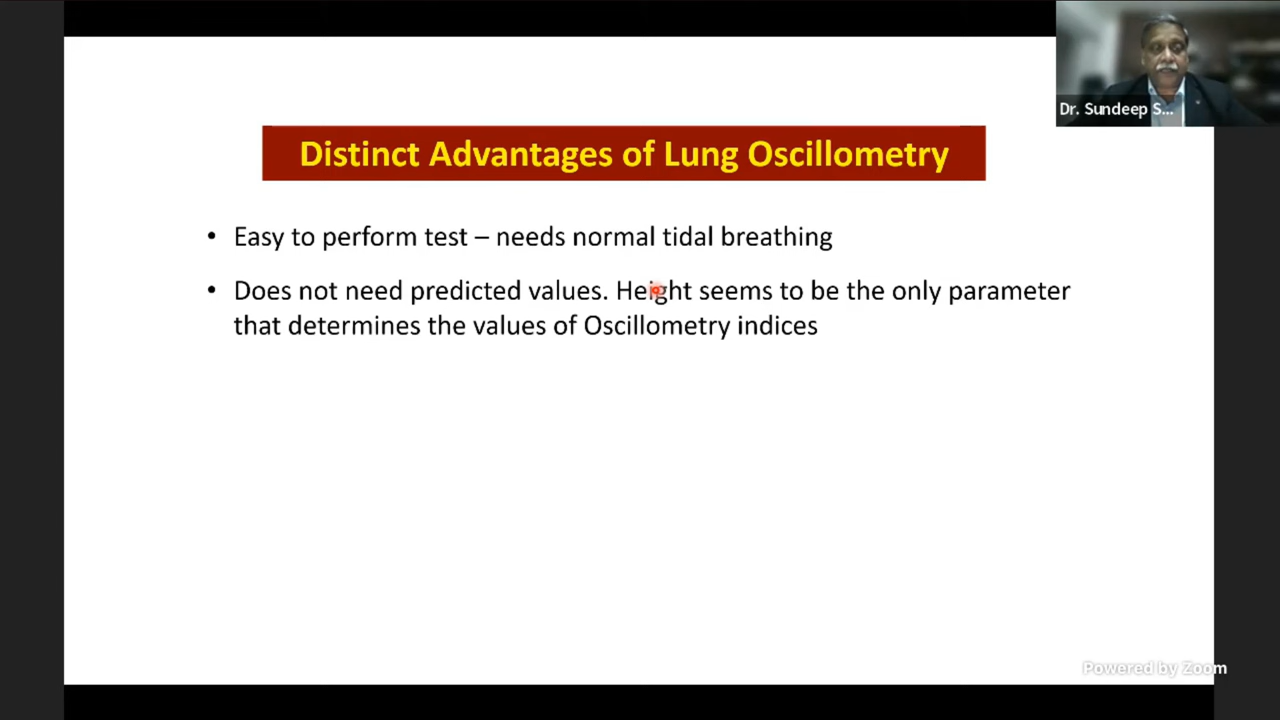 Dr. Sundeep S...
Distinct Advantages of Lung Oscillometry
• Easy to perform test – needs normal tidal breathing
• Does not need predicted values. Height seems to be the only parameter
that determines the values of Oscillometry indices
Powered by Zoom